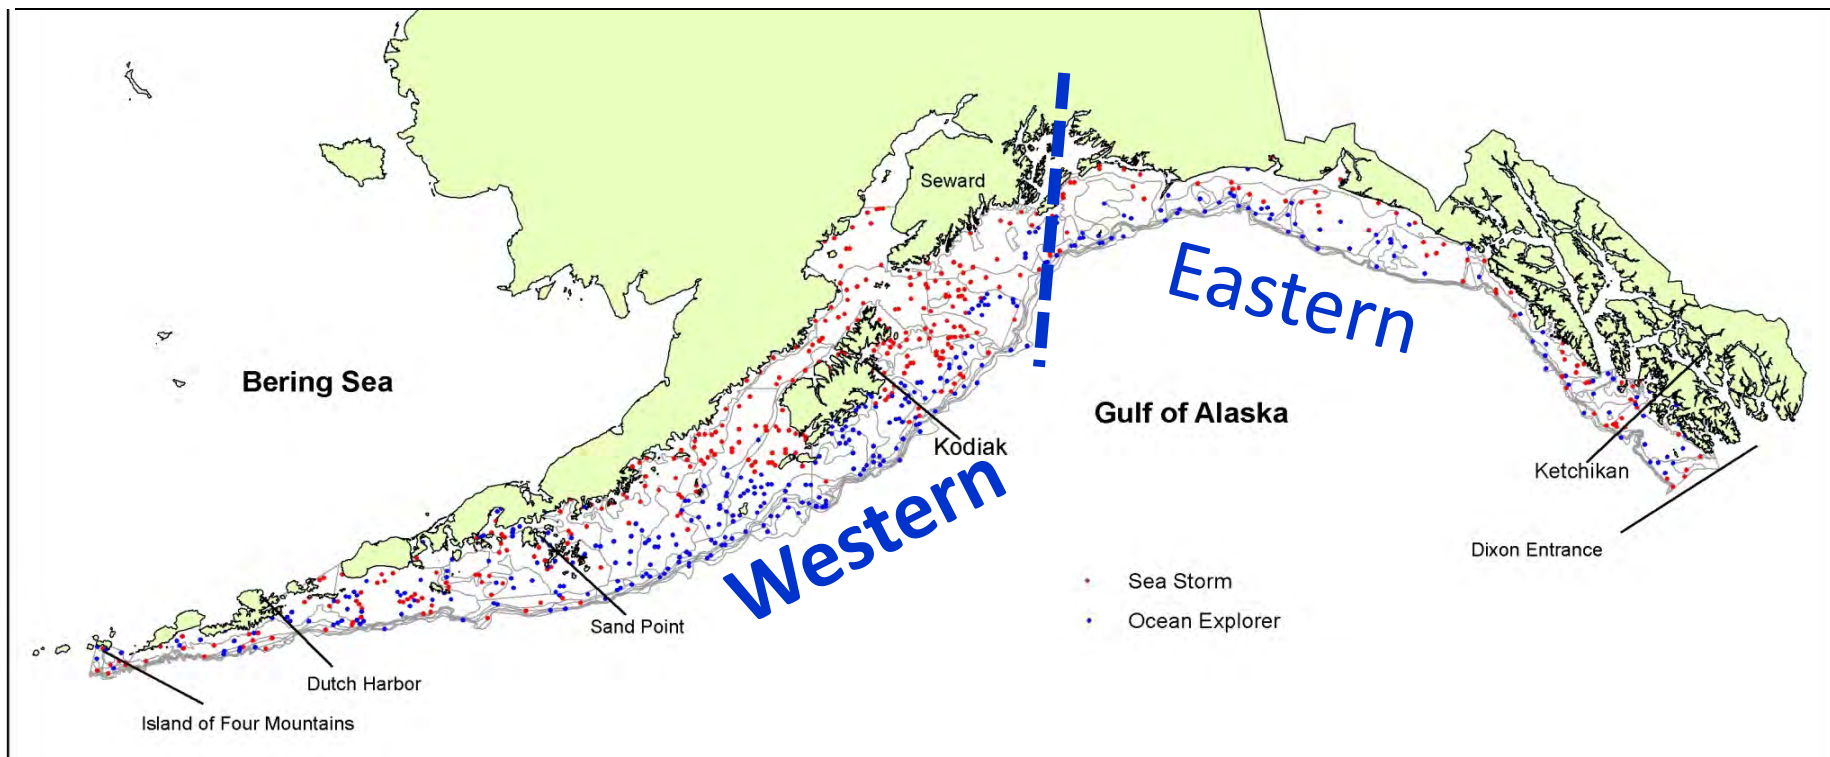 Seward
Eastern
Bering Sea
Gulf of Alaska
Kodiak
Western
Ketchikan
Dixon Entrance
Sea Storm
Ocean Explorer
Sand Point
Dutch Harbor
Island of Four Mountains